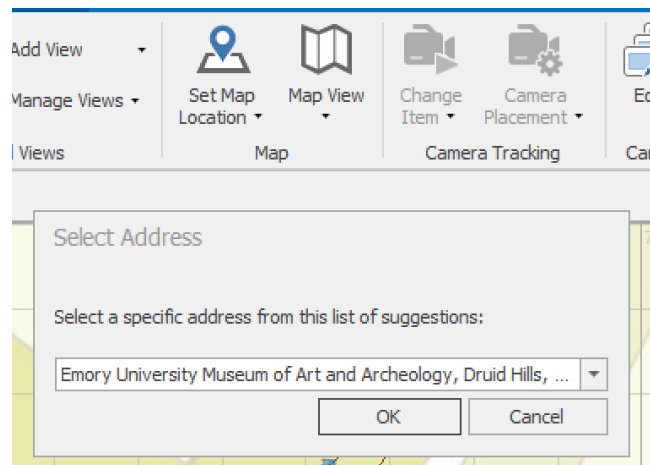 Add View
Manage Views
Views
Set Map
Location
Map View
Map
Change
Item
Camera
Placement
Camera Tracking
Select Address
Select a specific address from this list of suggestions:
Emory University Museum of Art and Archeology, Druid Hills, ...
OK
Cancel